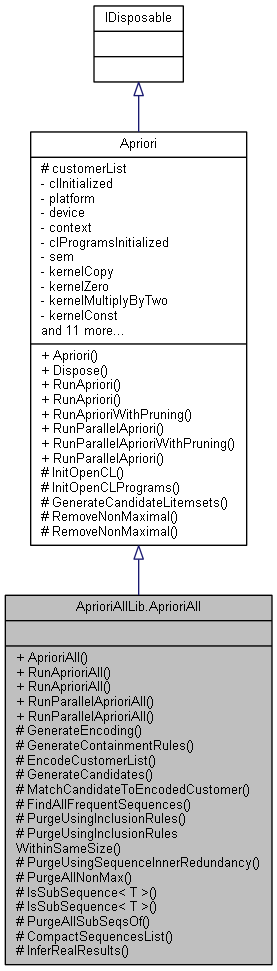 IDisposable
Apriori
# customerList
- clInitialized
- platform
- device
- context
- clProgramsInitialized
- sem
- kernelCopy
- kernelZero
- kernelMultiplyByTwo
- kernelConst
and 11 more...
+ Apriori()
+ Dispose()
+ RunApriori()
+ RunApriori()
+ RunAprioriWithPruning()
+ RunParallelApriori()
+ RunParallelAprioriWithPruning()
+ RunParallelApriori()
# InitOpenCL()
# InitOpenCLPrograms()
# GenerateCandidateLitemsets()
# RemoveNonMaximal()
# RemoveNonMaximal()
AprioriAllLib.AprioriAll
+ AprioriAll()
+ RunAprioriAll()
+ RunAprioriAll()
+ RunParallelAprioriAll()
+ RunParallelAprioriAll()
# GenerateEncoding()
# GenerateContainmentRules()
# EncodeCustomerList()
# GenerateCandidates()
# MatchCandidateToEncodedCustomer()
# FindAllFrequentSequences()
# PurgeUsingInclusionRules()
# PurgeUsingInclusionRules
WithinSameSize()
# PurgeUsingSequenceInnerRedundancy()
# PurgeAllNonMax()
# IsSubSequence< T >()
# IsSubSequence< T >()
# PurgeAllSubSeqsOf()
# CompactSequencesList()
# InferRealResults()